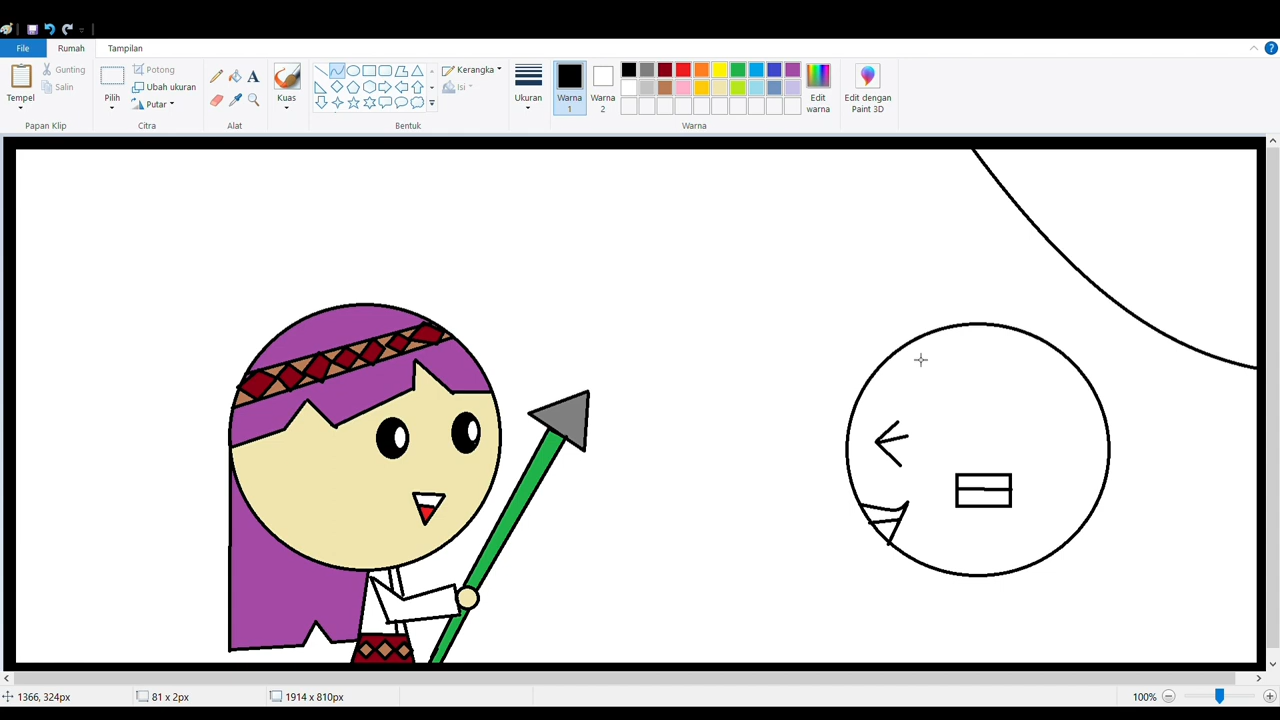 File Rumah Tampilan
Tempel
Gunting
Salin
Papan Klip
Pilih
Potong
Ubah ukuran
Putar
Citra
A
Alat
Kuas
Kerangka
Isi
Bentuk
Ukuran
Warna 1
Warna 2
Edit warna
Warna
Edit dengan Paint 3D
1366, 324px
81 x 2px
1914 x 810px
100%